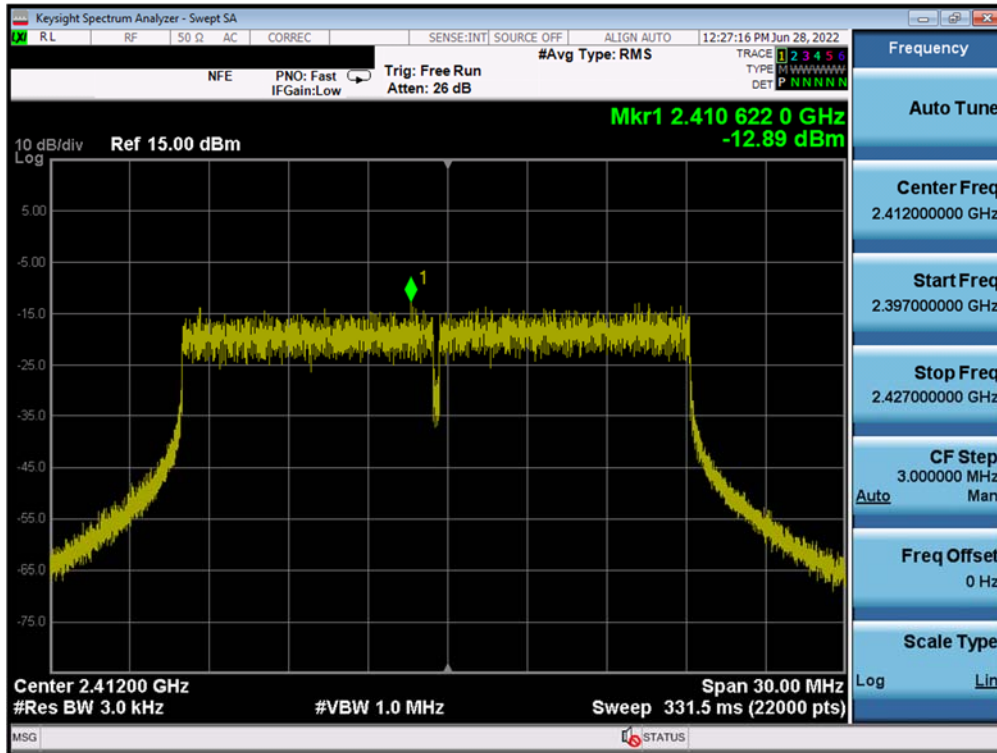 Keysight Spectrum Analyzer - Swept SA
LXI RL RF 50 Ω AC CORREC SENSE:INT SOURCE OFF ALIGN AUTO 12:27:16 PM Jun 28, 2022
NFE PNO: Fast Trig: Free Run #Avg Type: RMS TRACE 1 2 3 4 5 6
IFGain:Low Atten: 26 dB TYPE M WWWWW
DET P N N N N N
Mkr1 2.410 622 0 GHz
-12.89 dBm
10 dB/div Ref 15.00 dBm
Log
1
5.00
-5.00
-15.0
-25.0
-35.0
-45.0
-55.0
-65.0
-75.0
Center 2.41200 GHz Span 30.00 MHz
#Res BW 3.0 kHz #VBW 1.0 MHz Sweep 331.5 ms (22000 pts)
MSG STATUS
Frequency
Auto Tune
Center Freq
2.412000000 GHz
Start Freq
2.397000000 GHz
Stop Freq
2.427000000 GHz
CF Step
3.000000 MHz
Auto Man
Freq Offset
0 Hz
Scale Type
Log Lin